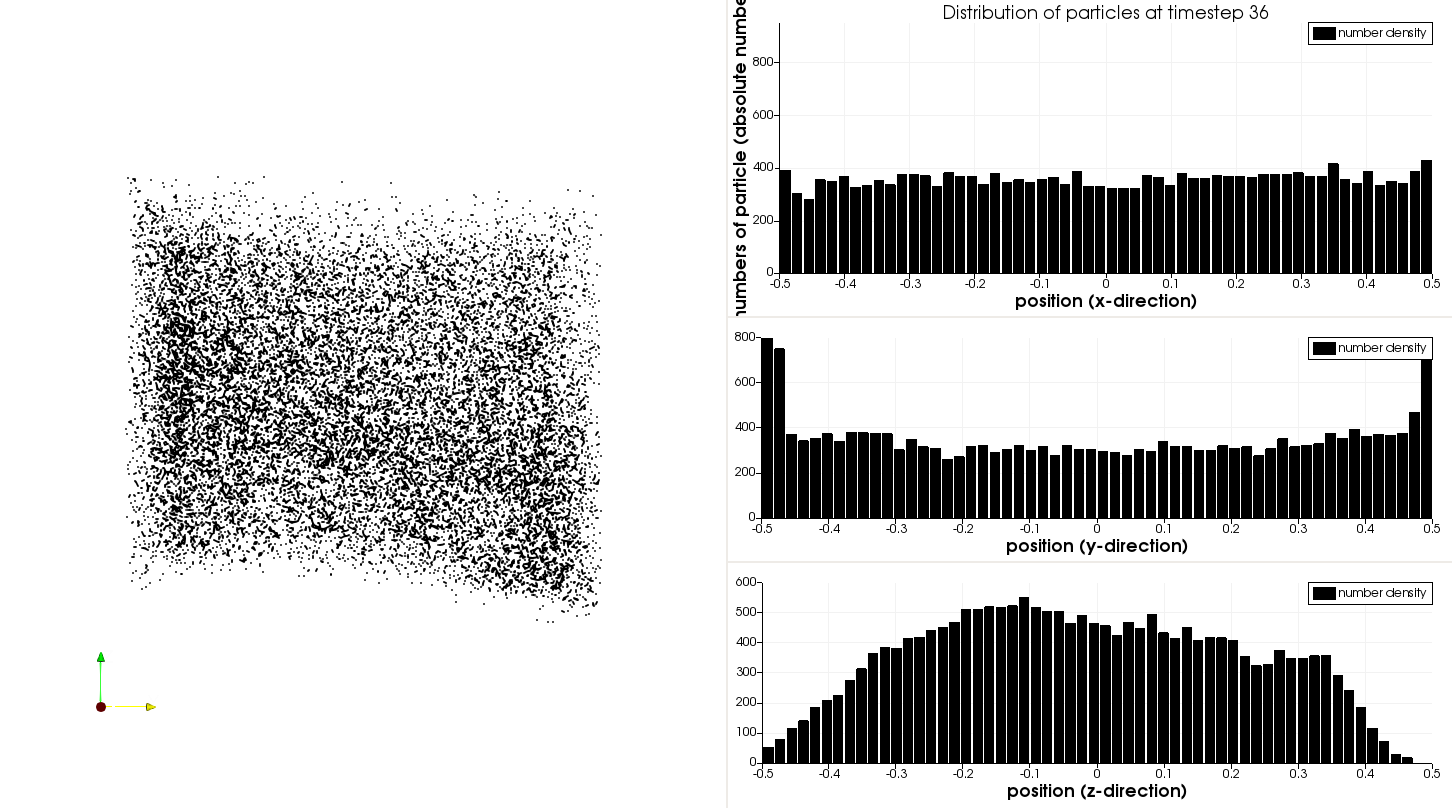 Distribution of particles at timestep 36
numbers of particle (absolute numbe
number density
800
600
400
200
0
-0.5 -0.4 -0.3 -0.2 -0.1 0 0.1 0.2 0.3 0.4 0.5
position (x-direction)
number density
800
600
400
200
0
-0.5 -0.4 -0.3 -0.2 -0.1 0 0.1 0.2 0.3 0.4 0.5
position (y-direction)
number density
600
500
400
300
200
100
0
-0.5 -0.4 -0.3 -0.2 -0.1 0 0.1 0.2 0.3 0.4 0.5
position (z-direction)